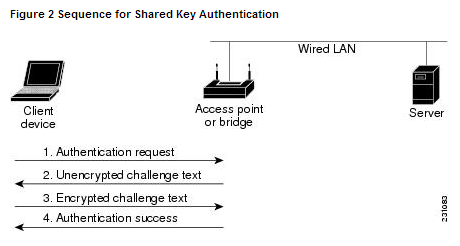 Figure 2 Sequence for Shared Key Authentication
Wired LAN
Client
device
Access point
or bridge
Server
1. Authentication request
2. Unencrypted challenge text
3. Encrypted challenge text
4. Authentication success
231083